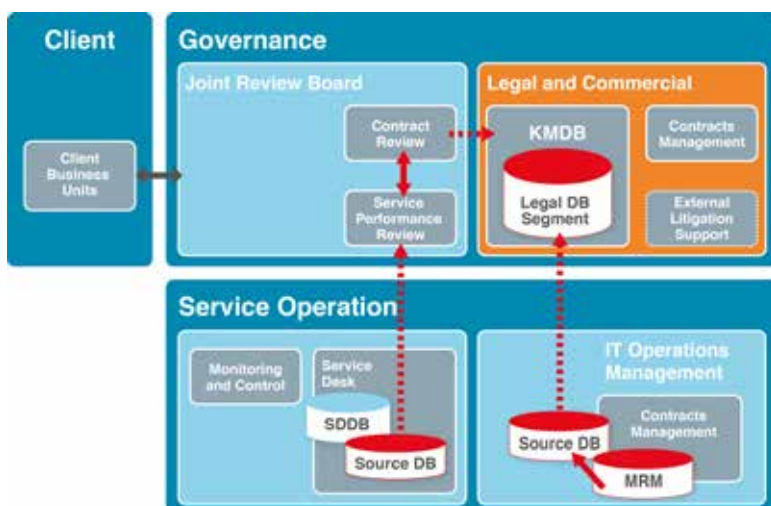 Client
Client
Business
Units
Governance
Joint Review Board
Contract
Review
Service
Performance
Review
Legal and Commercial
KMDB
Legal DB
Segment
Contracts
Management
External
Litigation
Support
Service Operation
Monitoring
and Control
Service
Desk
SDDB
Source DB
IT Operations
Management
Contracts
Management
Source DB
MRM